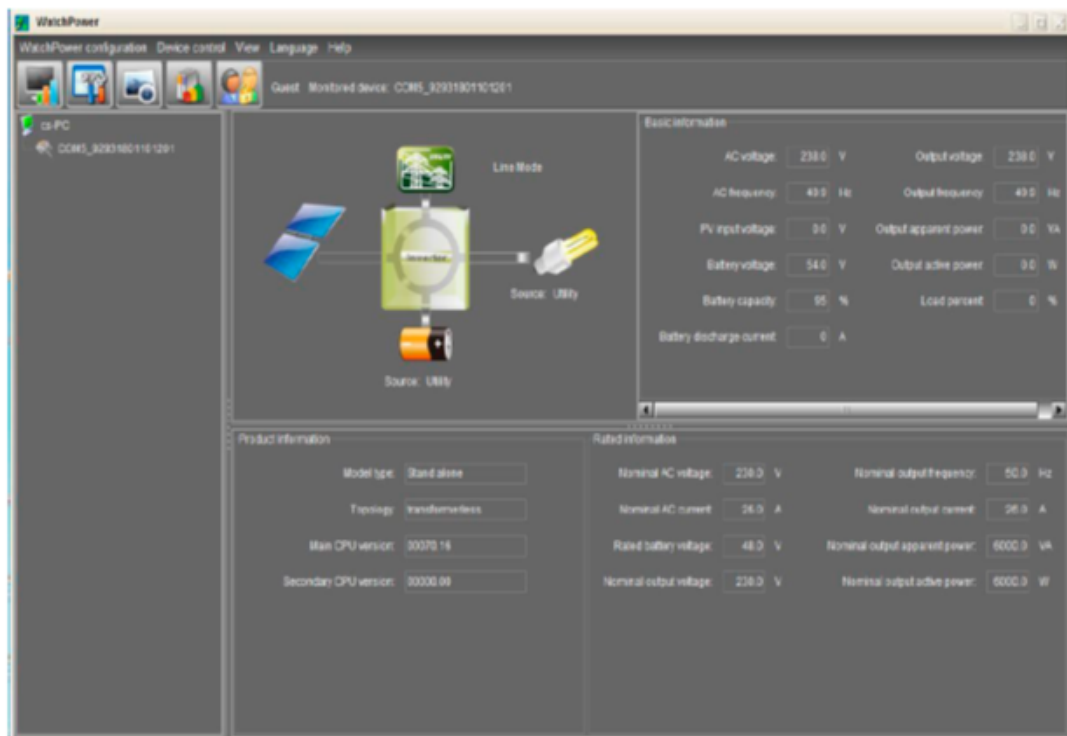 WatchPower
WatchPower configuration Device control View Language Help
Guest Monitored device: COM5_92931801101201
cs-PC
COM5_92931801101201
Line Mode
Source: Utility
Source: Utility
Basic information
AC voltage: 238.0 V Output voltage: 238.0 V
AC frequency: 49.9 Hz Output frequency: 49.9 Hz
PV input voltage: 0.0 V Output apparent power: 0.0 VA
Battery voltage: 54.0 V Output active power: 0.0 W
Battery capacity: 95 % Load percent: 0 %
Battery discharge current: 0 A
Product information
Model type: Stand alone
Topology: transformerless
Main CPU version: 00070.16
Secondary CPU version: 00000.00
Rated information
Nominal AC voltage: 230.0 V Nominal output frequency: 50.0 Hz
Nominal AC current: 26.0 A Nominal output current: 26.0 A
Rated battery voltage: 48.0 V Nominal output apparent power: 6000.0 VA
Nominal output voltage: 230.0 V Nominal output active power: 6000.0 W